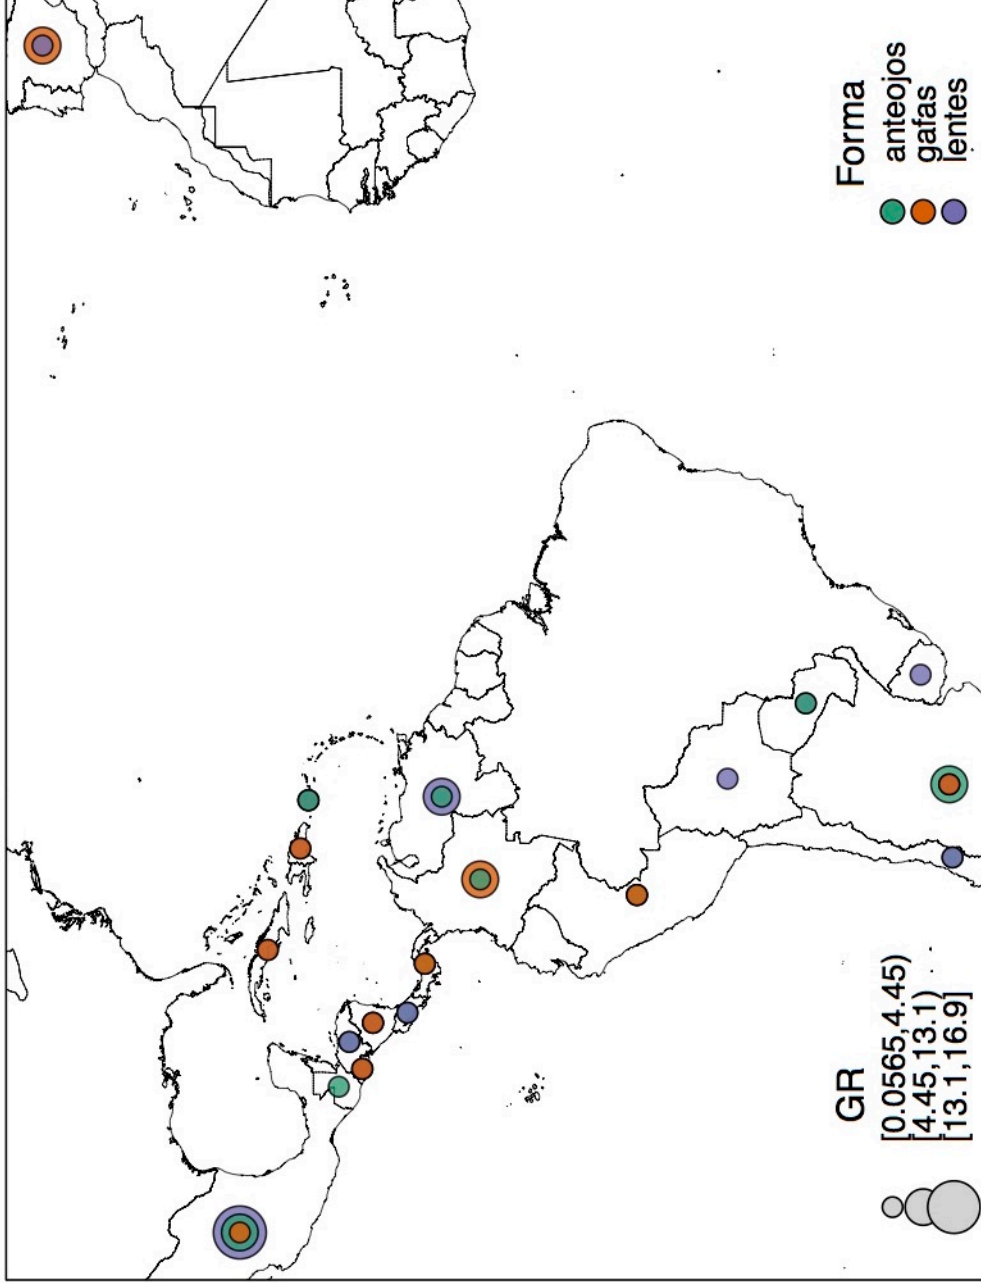 GR
[0.0565,4.45)
[4.45,13.1)
[13.1,16.9]
Forma
anteojos
gafas
lentes